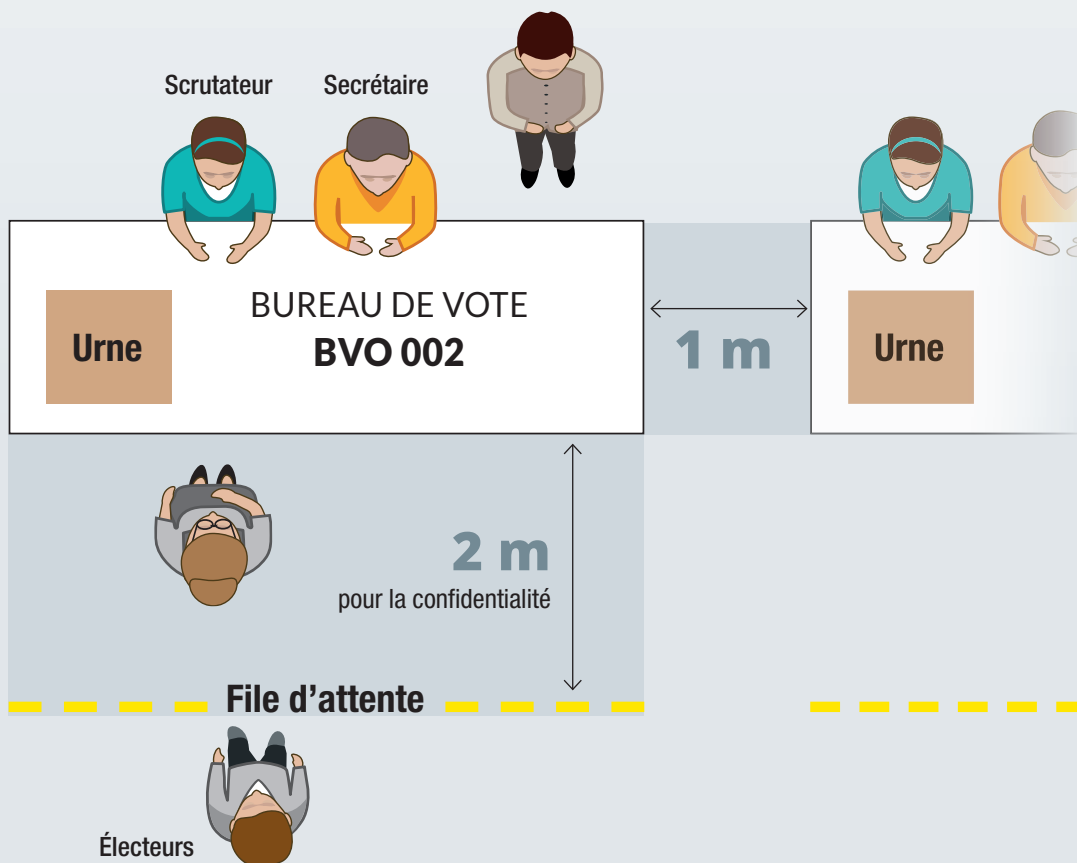 Scrutateur
Secrétaire
BUREAU DE VOTE
BVO 002
Urne
1 m
Urne
2 m
pour la confidentialité
File d’attente
Électeurs